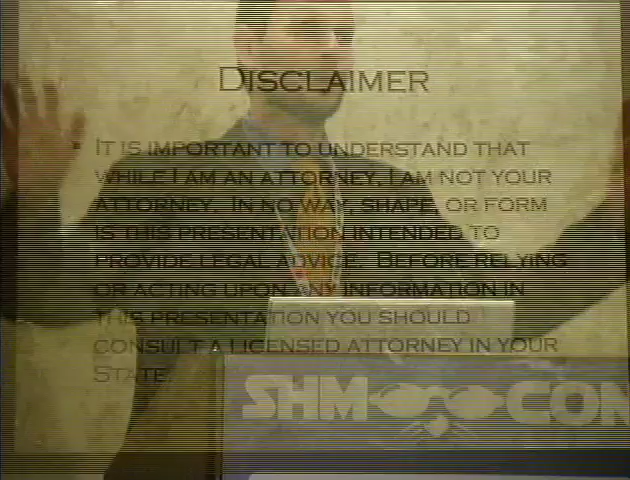 DISCLAIMER
▪ IT IS IMPORTANT TO UNDERSTAND THAT
WHILE I AM AN ATTORNEY, I AM NOT YOUR
ATTORNEY. IN NO WAY, SHAPE, OR FORM
IS THIS PRESENTATION INTENDED TO
PROVIDE LEGAL ADVICE. BEFORE RELYING
OR ACTING UPON ANY INFORMATION IN
THIS PRESENTATION YOU SHOULD
CONSULT A LICENSED ATTORNEY IN YOUR
STATE.
SHMOOCON